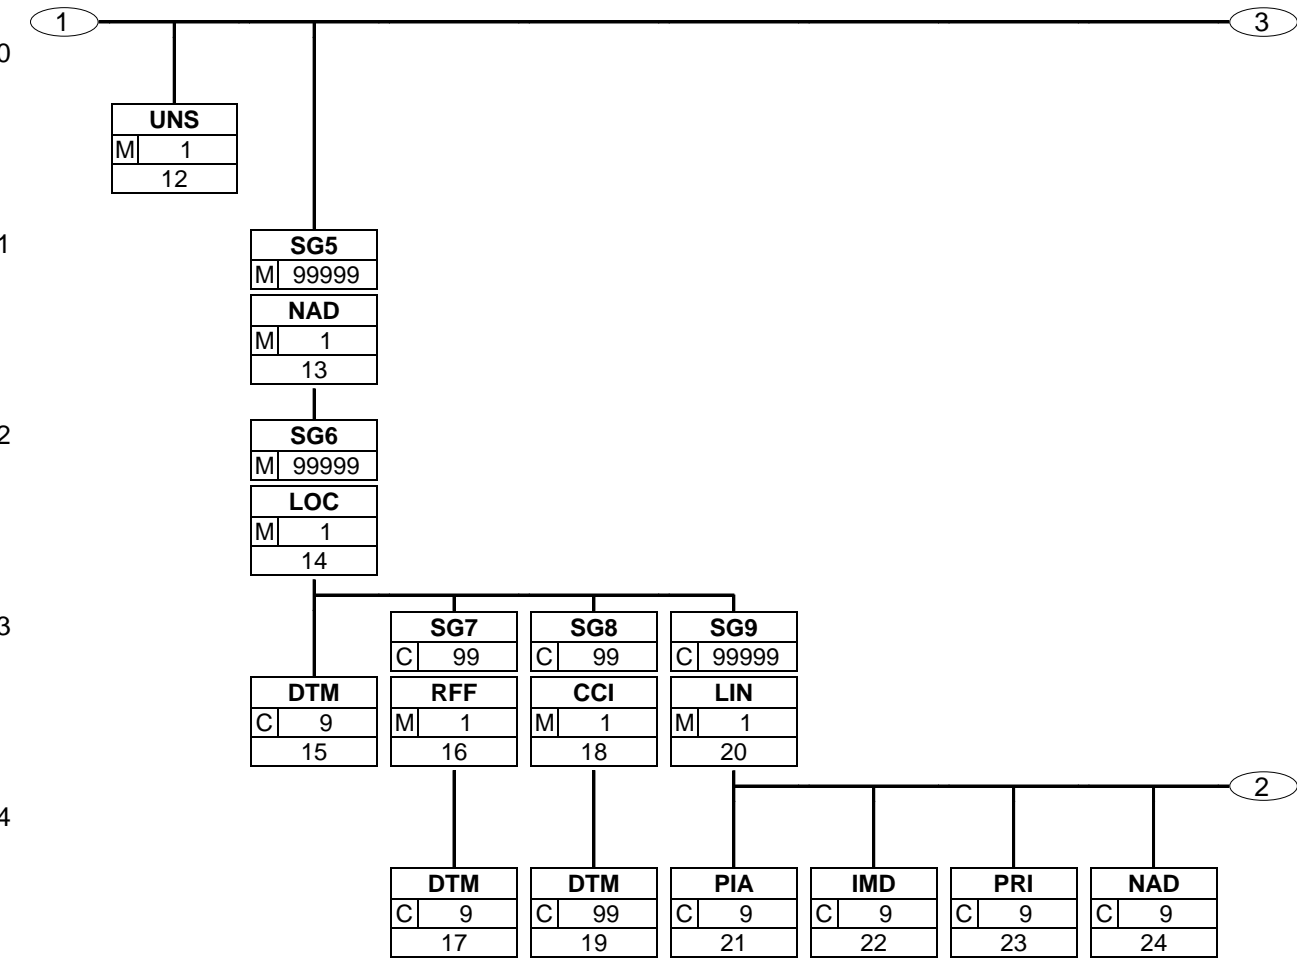 1 3
0
UNS
M 1
12
1
SG5
M 99999
NAD
M 1
13
2
SG6
M 99999
LOC
M 1
14
3
SG7 SG8 SG9
C 99 C 99 C 99999
DTM RFF CCI LIN
C 9 M 1 M 1 M 1
15 16 18 20
2
4
DTM DTM PIA IMD PRI NAD
C 9 C 99 C 9 C 9 C 9 C 9
17 19 21 22 23 24